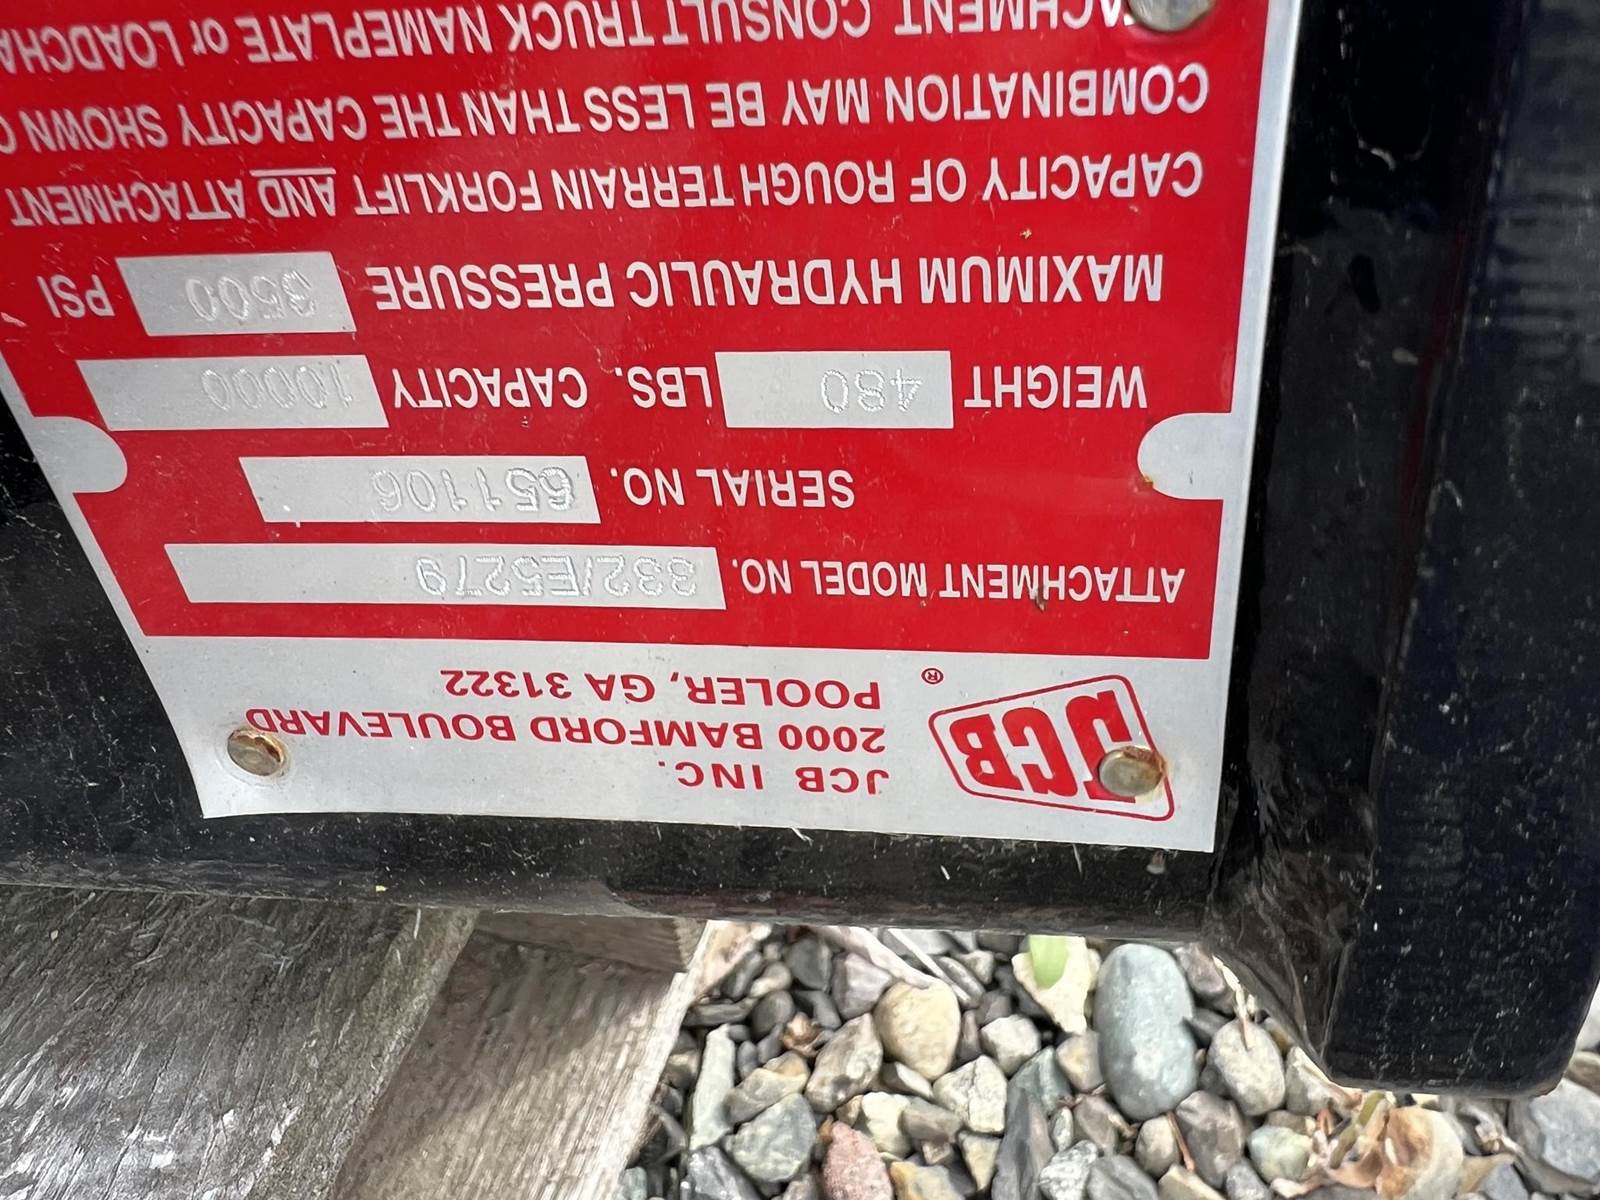 JCB
®
JCB INC.
2000 BAMFORD BOULEVARD
POOLER, GA 31322
ATTACHMENT MODEL NO. 332/E5279
SERIAL NO. 651106
WEIGHT 480 LBS. CAPACITY 10000
MAXIMUM HYDRAULIC PRESSURE 3500 PSI
CAPACITY OF ROUGH TERRAIN FORKLIFT AND ATTACHMENT
COMBINATION MAY BE LESS THAN THE CAPACITY SHOWN
CONSULT TRUCK NAMEPLATE or